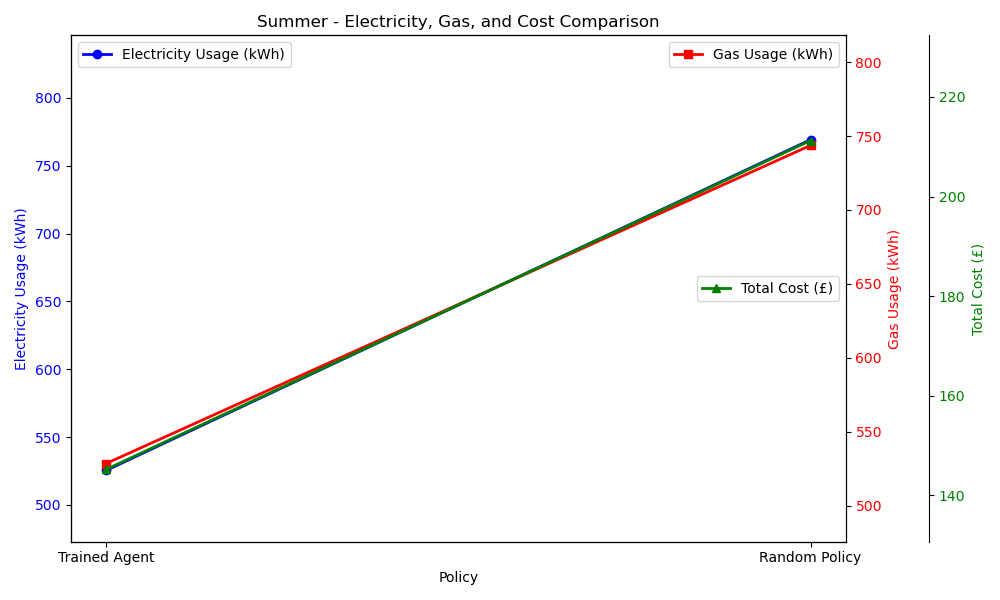 Summer - Electricity, Gas, and Cost Comparison
Electricity Usage (kWh)
Gas Usage (kWh)
Total Cost (£)
Electricity Usage (kWh)
800
750
700
650
600
550
500
800
750
700
650
600
550
500
Gas Usage (kWh)
220
200
180
160
140
Total Cost (£)
Trained Agent
Random Policy
Policy